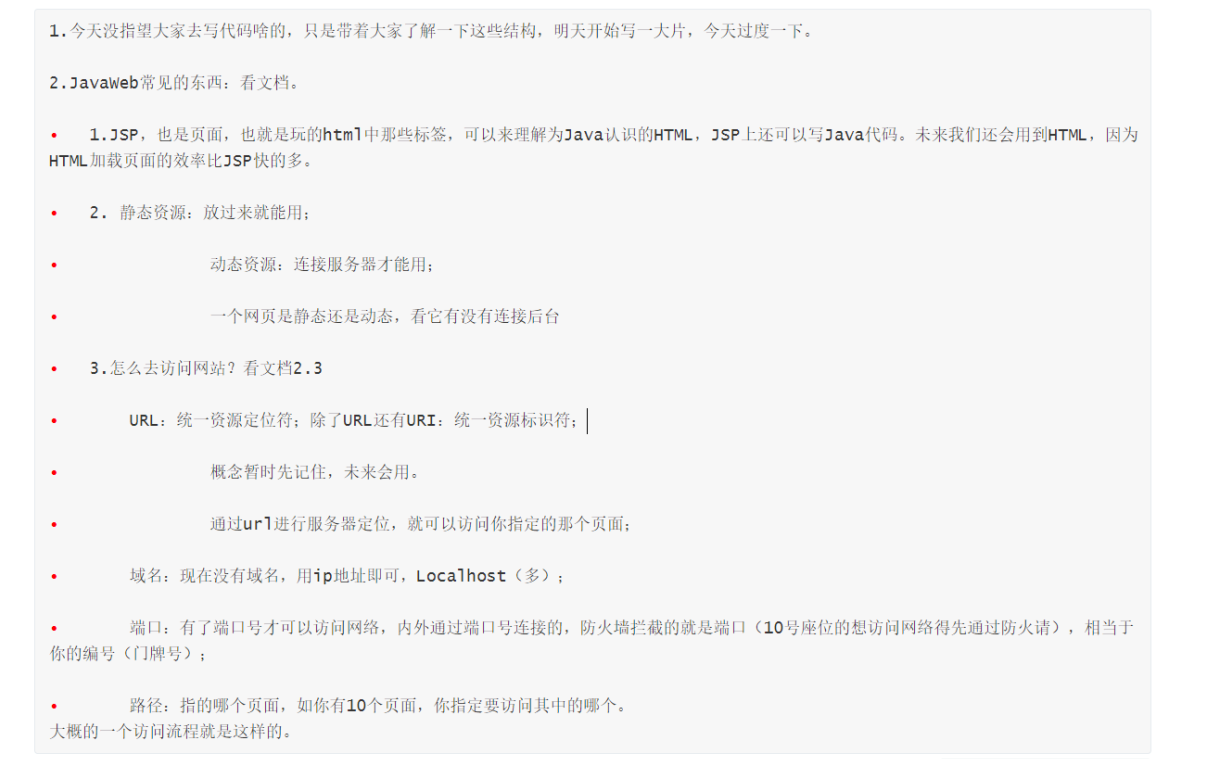 1.今天没指望大家去写代码啥的，只是带着大家了解一下这些结构，明天开始写一大片，今天过度一下。
2.JavaWeb常见的东西：看文档。
•   1.JSP，也是页面，也就是玩的html中那些标签，可以来理解为Java认识的HTML，JSP上还可以写Java代码。未来我们还会用到HTML，因为
HTML加载页面的效率比JSP快的多。
•   2. 静态资源：放过来就能用；
•   动态资源：连接服务器才能用；
•   一个网页是静态还是动态，看它有没有连接后台
•   3.怎么去访问网站？看文档2.3
•   URL：统一资源定位符；除了URL还有URI：统一资源标识符；
•   概念暂时先记住，未来会用。
•   通过url进行服务器定位，就可以访问你指定的那个页面；
•   域名：现在没有域名，用ip地址即可，Localhost（多）；
•   端口：有了端口号才可以访问网络，内外通过端口号连接的，防火墙拦截的就是端口（10号座位的想访问网络得先通过防火请），相当于
你的编号（门牌号）；
•   路径：指的哪个页面，如你有10个页面，你指定要访问其中的哪个。
大概的一个访问流程就是这样的。